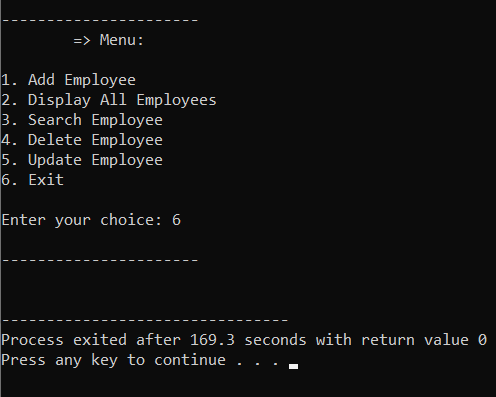 ----------------------
=> Menu:
1. Add Employee
2. Display All Employees
3. Search Employee
4. Delete Employee
5. Update Employee
6. Exit
Enter your choice: 6
----------------------
--------------------------------
Process exited after 169.3 seconds with return value 0
Press any key to continue . . .